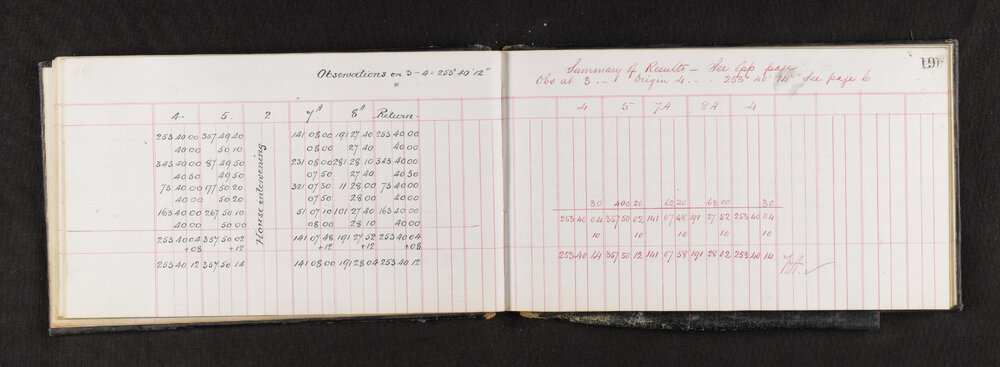 Observations on 3-4 = 253° 40' 12"
4. 5. 2 7A 8A Return.
253 40 00 357 49 40 141 08 00 191 27 40 253 40 00
40 00 50 10 08 00 27 40 40 00
343 40 00 87 49 50 231 08 00 281 28 10 343 40 00
40 30 49 50 07 50 27 40 40 30
73 40 00 177 50 20 321 07 30 11 28 00 73 40 00
40 00 50 20 07 50 28 00 40 00
163 40 00 267 50 10 51 07 10 101 27 40 163 40 00
40 00 50 00 08 00 28 10 40 00
House intervening
253 40 04 357 50 02 141 07 48 191 27 52 253 40 04
+08 +12 +12 +12 +08
253 40 12 357 50 14 141 08 00 191 28 04 253 40 12
191
Summary of Results - See opp page
Obs at 3 . - . Origin 4 . . . 253° 40' 14" See page 6
4 5 7A 8A 4
30 400 20 62 20 63 00 30
253 40 04 357 50 02 141 07 48 191 27 52 253 40 04
10 10 10 10 10
253 40 14 357 50 12 141 07 58 191 28 02 253 40 14